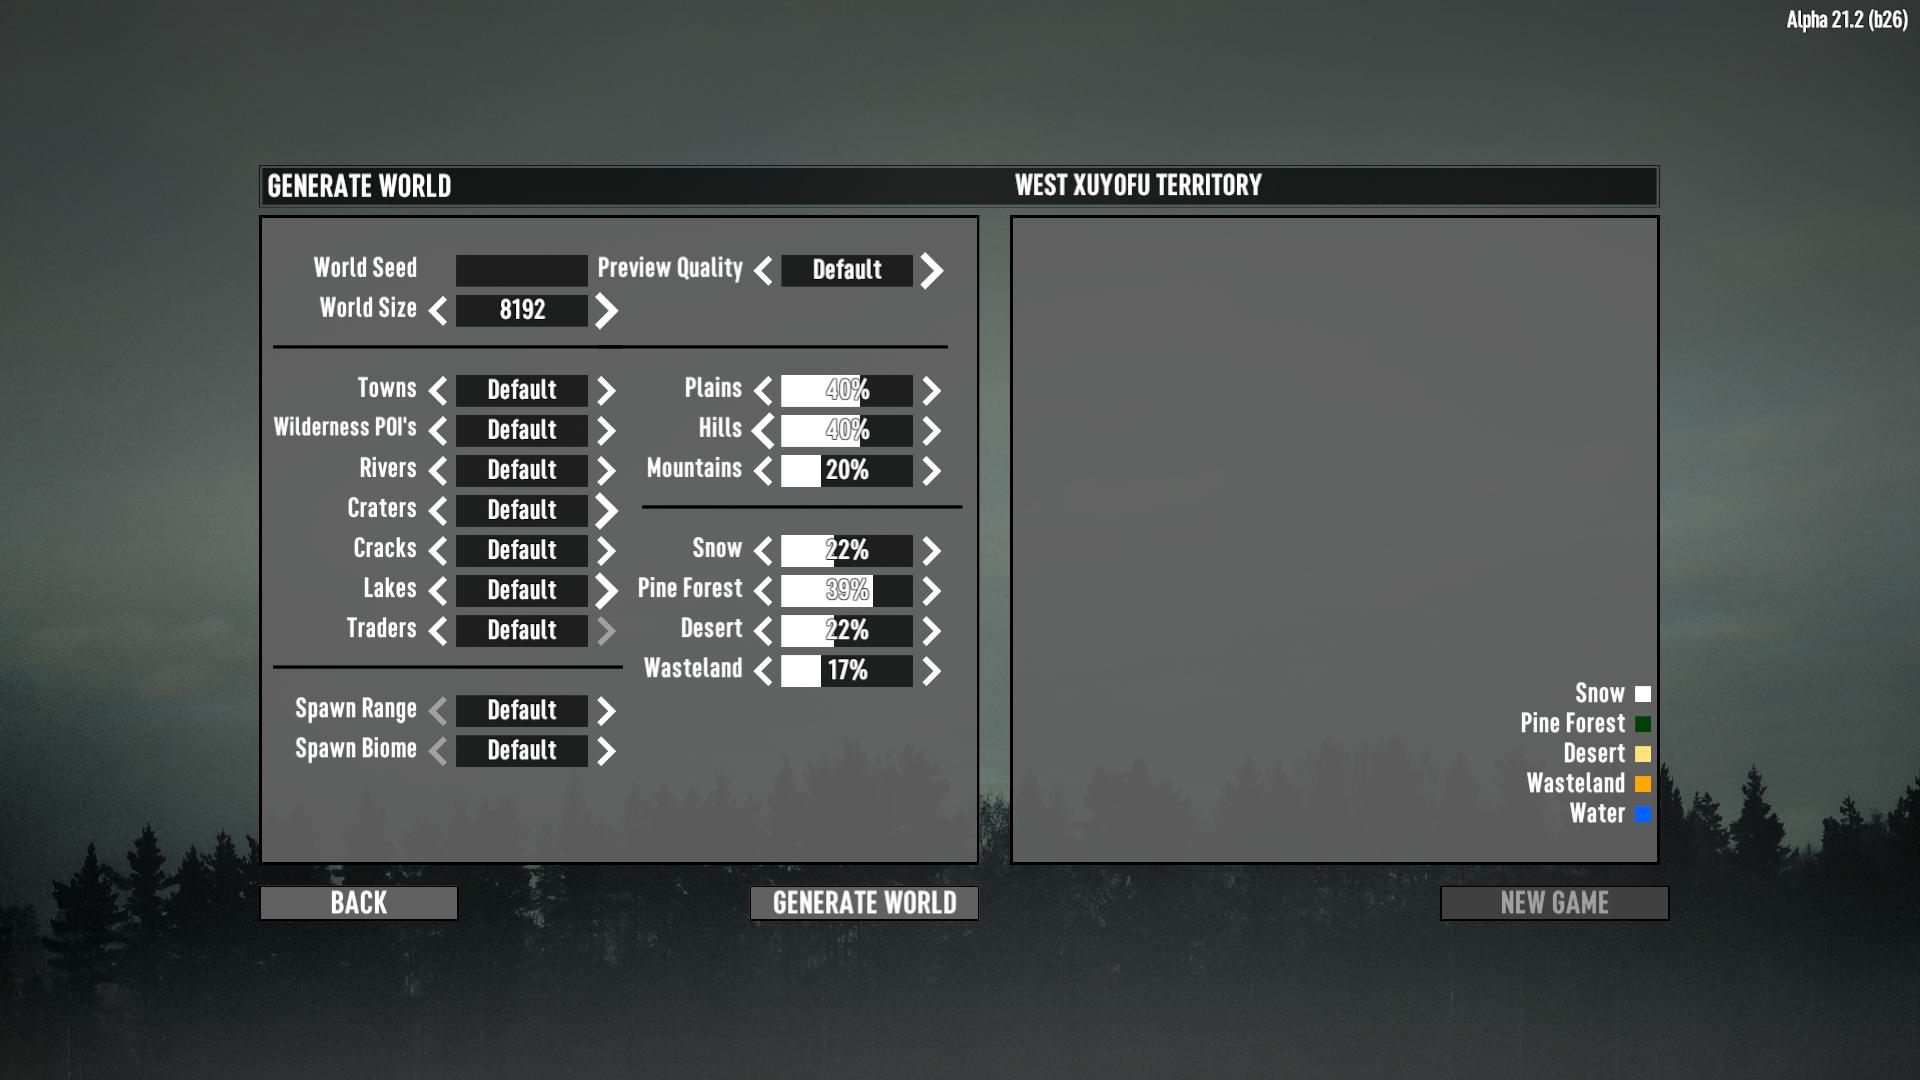 Alpha 21.2 (b26)
GENERATE WORLD
WEST XUYOFU TERRITORY
World Seed
Preview Quality Default
World Size 8192
Towns Default
Wilderness POI's Default
Rivers Default
Craters Default
Cracks Default
Lakes Default
Traders Default
Spawn Range Default
Spawn Biome Default
Plains 40%
Hills 40%
Mountains 20%
Snow 22%
Pine Forest 39%
Desert 22%
Wasteland 17%
Snow
Pine Forest
Desert
Wasteland
Water
BACK
GENERATE WORLD
NEW GAME